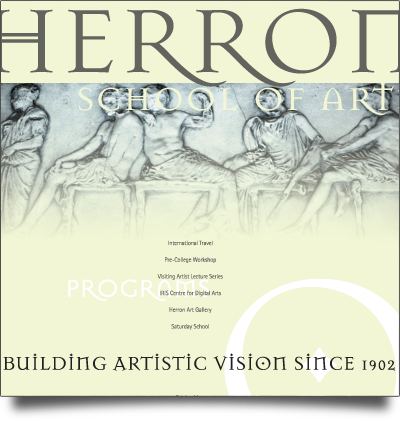 HERRON
SCHOOL OF ART
International Travel
Pre-College Workshop
Visiting Artist Lecture Series
PROGRAMS
IRIS Centre for Digital Arts
Herron Art Gallery
Saturday School
BUILDING ARTISTIC VISION SINCE 1902